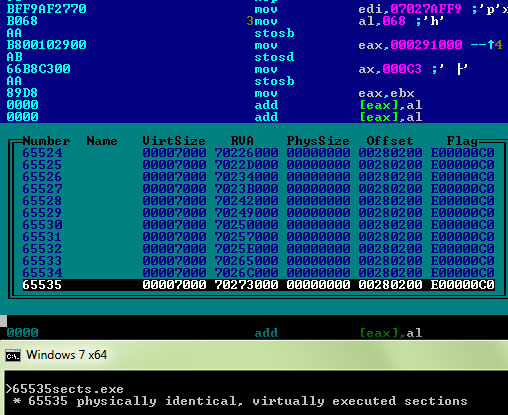 BFF9AF2770 mov edi,07027AFF9 ;'p'x
B068 3mov al,068 ;'h'
AA stosb
B800102900 mov eax,000291000 --↑4
AB stosd
66B8C300 mov ax,000C3 ;' ├'
AA stosb
89D8 mov eax,ebx
0000 add [eax],al
0000 add [eax],al
Number Name VirtSize RVA PhysSize Offset Flag
65524 00007000 70226000 00000000 00280200 E00000C0
65525 00007000 7022D000 00000000 00280200 E00000C0
65526 00007000 70234000 00000000 00280200 E00000C0
65527 00007000 7023B000 00000000 00280200 E00000C0
65528 00007000 70242000 00000000 00280200 E00000C0
65529 00007000 70249000 00000000 00280200 E00000C0
65530 00007000 70250000 00000000 00280200 E00000C0
65531 00007000 70257000 00000000 00280200 E00000C0
65532 00007000 7025E000 00000000 00280200 E00000C0
65533 00007000 70265000 00000000 00280200 E00000C0
65534 00007000 7026C000 00000000 00280200 E00000C0
65535 00007000 70273000 00000000 00280200 E00000C0
0000 add [eax],al
Windows 7 x64
>65535sects.exe
* 65535 physically identical, virtually executed sections